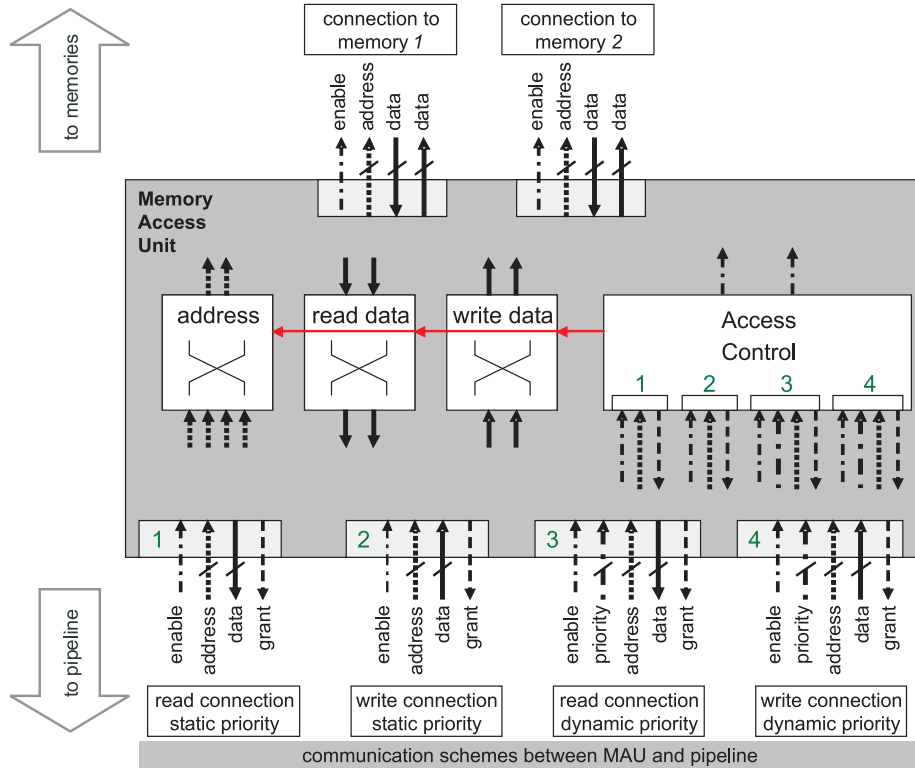 to memories
connection to
memory 1
connection to
memory 2
enable
address
data
data
enable
address
data
data
Memory
Access
Unit
address
read data
write data
Access
Control
1
2
3
4
1
2
3
4
enable
address
data
grant
enable
address
data
grant
enable
priority
address
data
grant
enable
priority
address
data
grant
to pipeline
read connection
static priority
write connection
static priority
read connection
dynamic priority
write connection
dynamic priority
communication schemes between MAU and pipeline